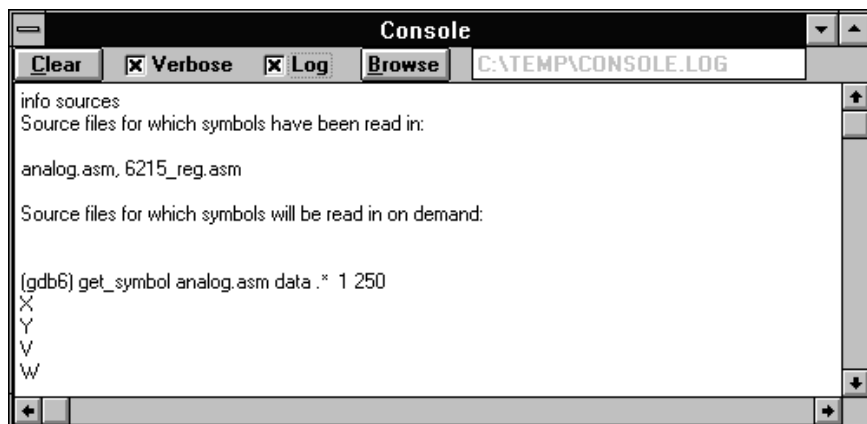 Console
Clear Verbose Log Browse C:\TEMP\CONSOLE.LOG
info sources
Source files for which symbols have been read in:
analog.asm, 6215_reg.asm
Source files for which symbols will be read in on demand:
(gdb6) get_symbol analog.asm data .* 1 250
X
Y
V
W